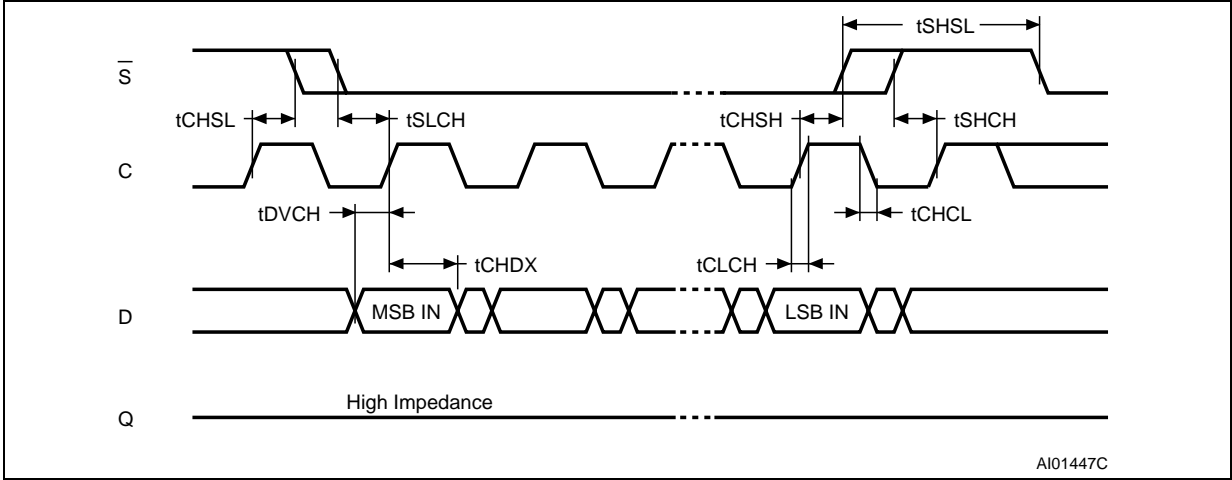 tSHSL
S̅
tCHSL
tSLCH
tCHSH
tSHCH
C
tDVCH
tCHCL
tCHDX
tCLCH
D
MSB IN
LSB IN
High Impedance
Q
AI01447C